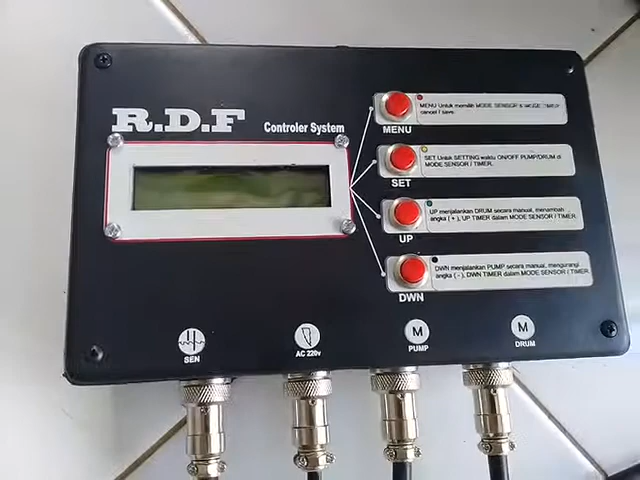 R.D.F
Controler System
MENU Untuk memilih MODE SENSOR & MODE TIMER
cancel / save.
MENU
SET Untuk SETTING waktu ON/OFF PUMP/DRUM di
MODE SENSOR / TIMER.
SET
UP menjalankan DRUM secara manual, menambah
angka ( + ), UP TIMER dalam MODE SENSOR / TIMER.
UP
DWN menjalankan PUMP secara manual, mengurangi
angka ( - ), DWN TIMER dalam MODE SENSOR / TIMER.
DWN
SEN
AC 220v
M
PUMP
M
DRUM